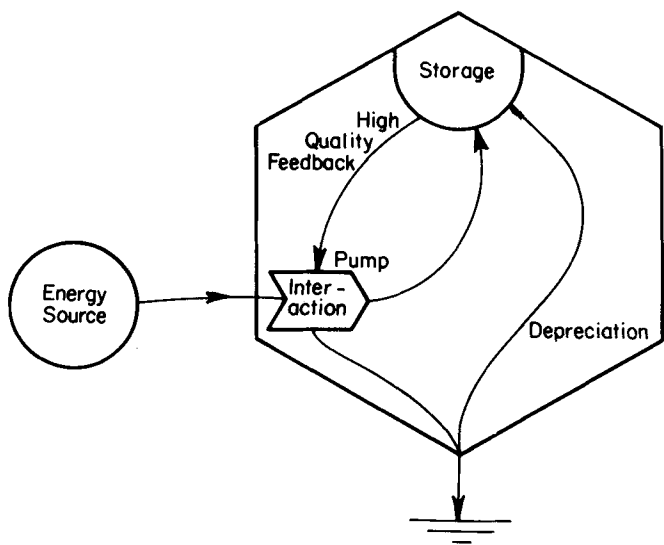 Storage
High
Quality
Feedback
Pump
Inter-
action
Energy
Source
Depreciation